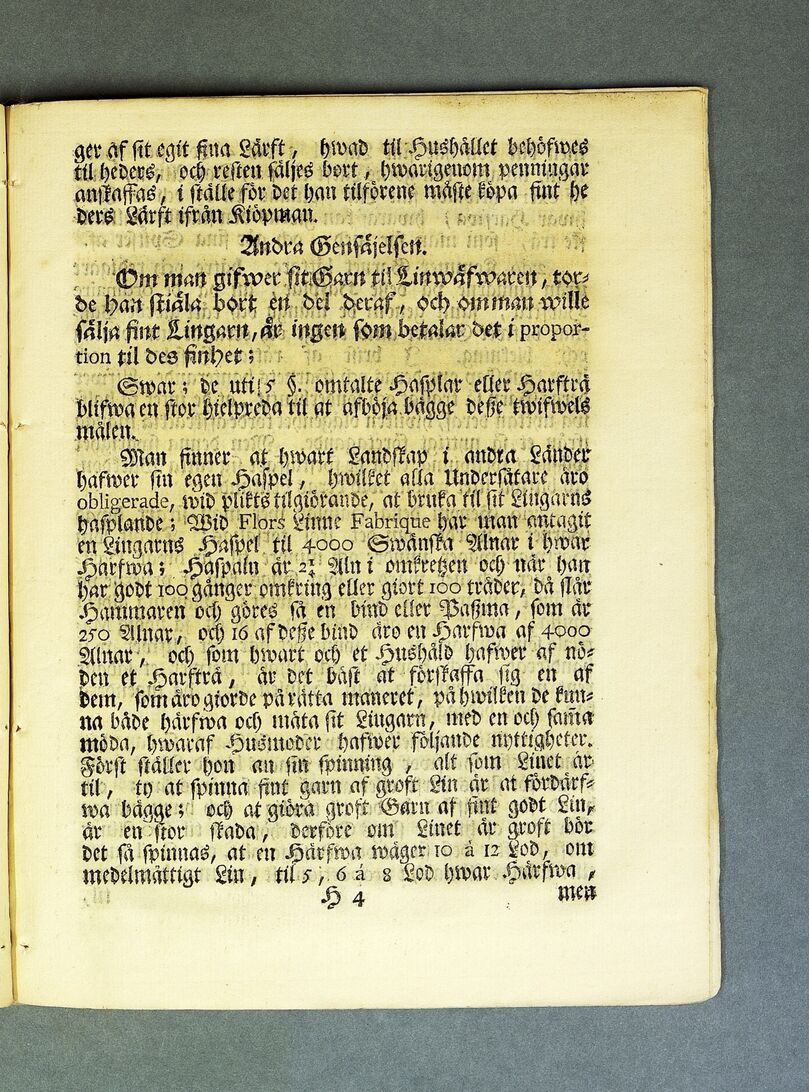 ger af sit egit fina Lärft, hwad til Hushållet behöfwes
til heders, och resten säljes bort, hwarigenom penningar
anskaffas, i ställe för det han tilförene måste köpa fint he
ders Lärft ifrån Kiöpman.
Andra Gensäjelsen.
Om man gifwer sit Garn til Linwäfwaren, tor-
de han stiäla bort en del deraf, och om man wille
sälja fint Lingarn, är ingen som betalar det i propor-
tion til des finhet;
Swar; de uti 5 §. omtalte Hasplar eller Harfträ
blifwa en stor hielpreda til at afböja bägge desse twifwels
målen.
Man finner at hwart Landskap i andra Länder
hafwer sin egen Haspel, hwilket alla Undersåtare äro
obligerade, wid plikts tilgiörande, at bruka til sit Lingarns
hasplande; Wid Flors Linne Fabrique har man antagit
en Lingarns Haspel til 4000 Swänska Alnar i hwar
Härfwa; Haspaln är 2½ Aln i omkretzen och när han
har gådt 100 gånger omkring eller giort 100 träder, då slår
Hammaren och göres så en bind eller Paßma, som är
250 Alnar, och 16 af desse bind äro en Harfwa af 4000
Alnar, och som hwart och et Hushåld hafwer af nö-
den et Harfträ, är det bäst at förskaffa sig en af
dem, som äro giorde på rätta maneret, på hwilken de kun-
na både härfwa och mäta sit Lingarn, med en och sama
möda, hwaraf Husmoder hafwer följande nyttigheter.
Först ställer hon an sin spinning, alt som Linet är
til, ty at spinna fint garn af groft Lin är at fördärf-
wa bägge; och at giöra groft Garn af fint godt Lin,
är en stor skada, derföre om Linet är groft bör
det så spinnas, at en Härfwa wäger 10 á 12 Lod, om
medelmåttigt Lin, til 5, 6 á 8 Lod hwar Härfwa,
H 4 men